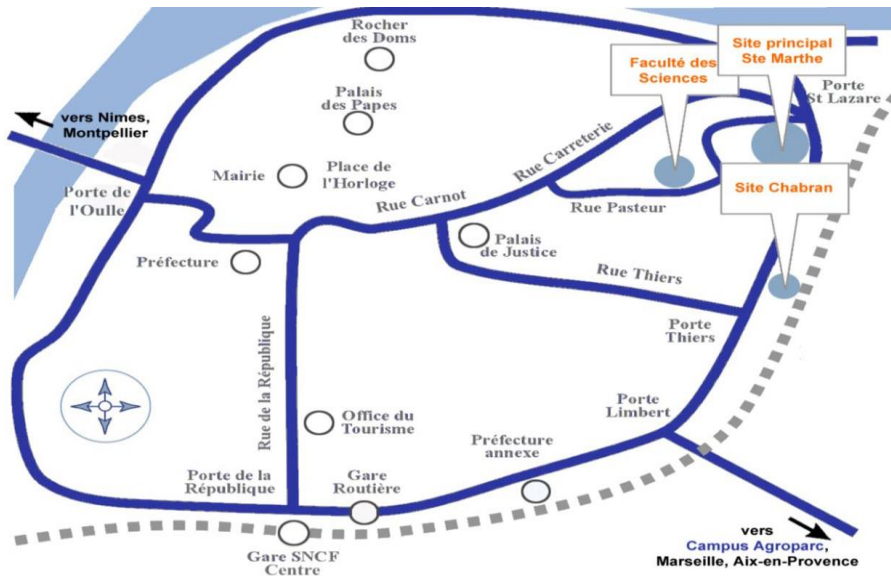 Rocher
des Doms
Site principal
Ste Marthe
Faculté des
Sciences
Porte
St Lazare
Palais
des Papes
vers Nimes,
Montpellier
Mairie
Place de
l'Horloge
Rue Carreterie
Porte de
l'Oulle
Rue Carnot
Rue Pasteur
Site Chabran
Palais
de Justice
Préfecture
Rue Thiers
Porte
Thiers
Rue de la République
Porte
Limbert
Office du
Tourisme
Préfecture
annexe
Porte de la
République
Gare
Routière
Gare SNCF
Centre
vers
Campus Agroparc,
Marseille, Aix-en-Provence